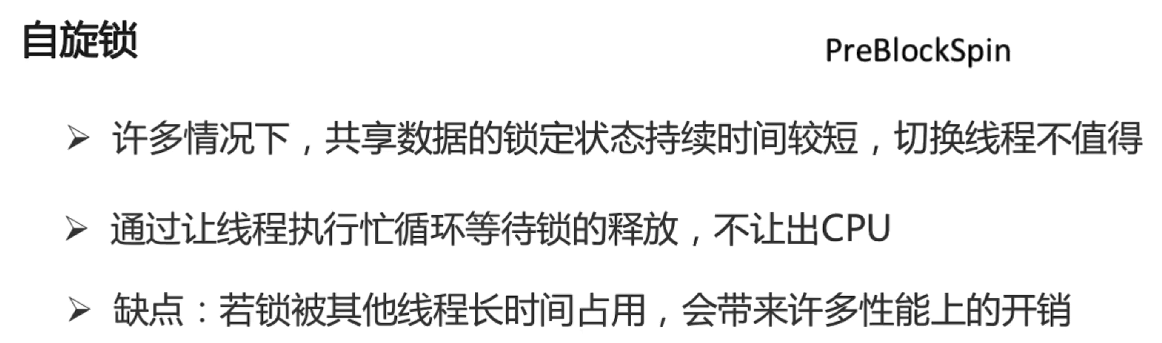 自旋锁
PreBlockSpin
➢ 许多情况下，共享数据的锁定状态持续时间较短，切换线程不值得
➢ 通过让线程执行忙循环等待锁的释放，不让出CPU
➢ 缺点：若锁被其他线程长时间占用，会带来许多性能上的开销